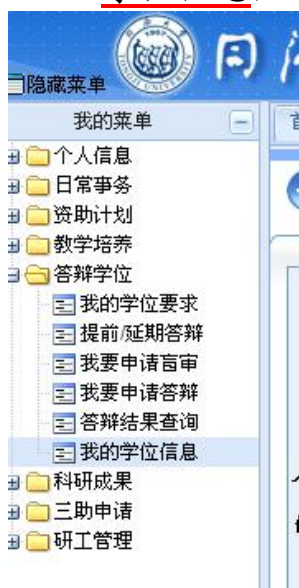 同
隐藏菜单
我的菜单
个人信息
日常事务
资助计划
教学培养
答辩学位
我的学位要求
提前/延期答辩
我要申请盲审
我要申请答辩
答辩结果查询
我的学位信息
科研成果
三助申请
研工管理